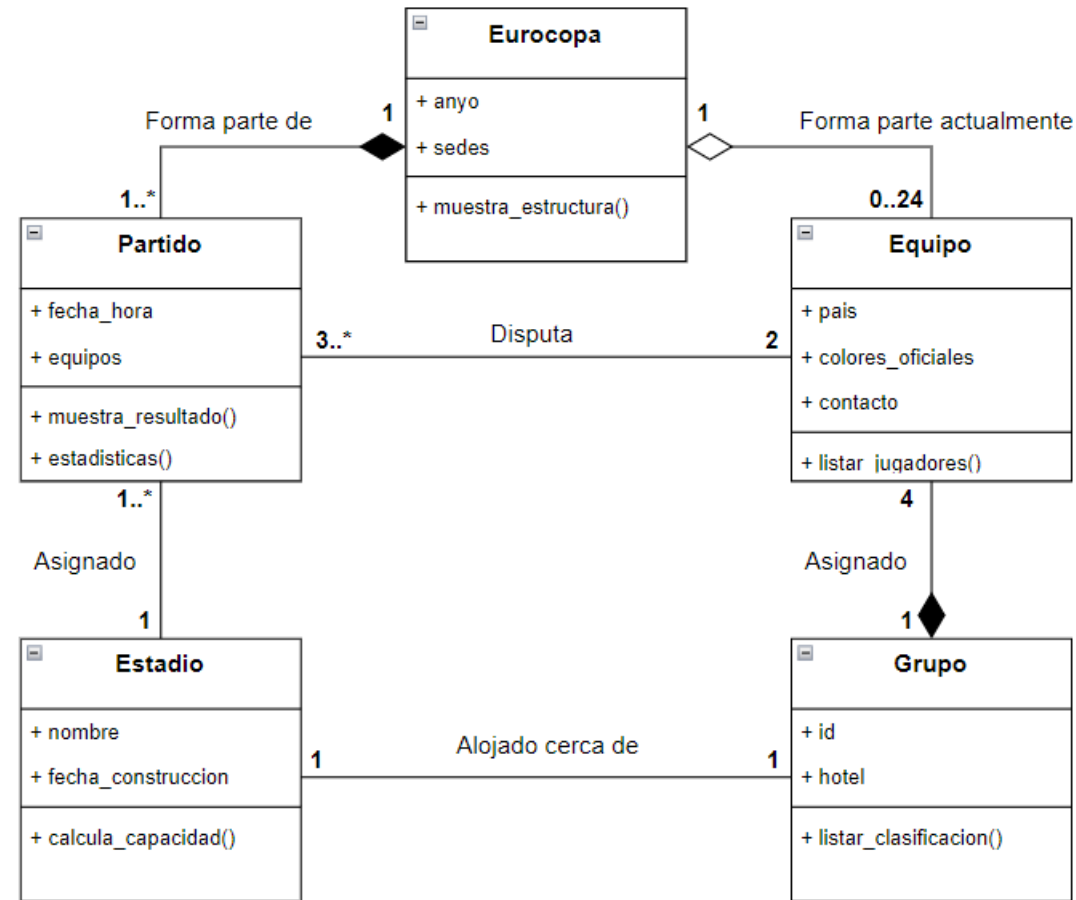 Eurocopa
+ anyo
+ sedes
+ muestra_estructura()
Forma parte de
1
1
Forma parte actualmente
1..*
0..24
Partido
+ fecha_hora
+ equipos
+ muestra_resultado()
+ estadisticas()
3..*
Disputa
2
Equipo
+ pais
+ colores_oficiales
+ contacto
+ listar_jugadores()
1..*
Asignado
1
4
Asignado
1
Estadio
+ nombre
+ fecha_construccion
+ calcula_capacidad()
1
Alojado cerca de
1
Grupo
+ id
+ hotel
+ listar_clasificacion()